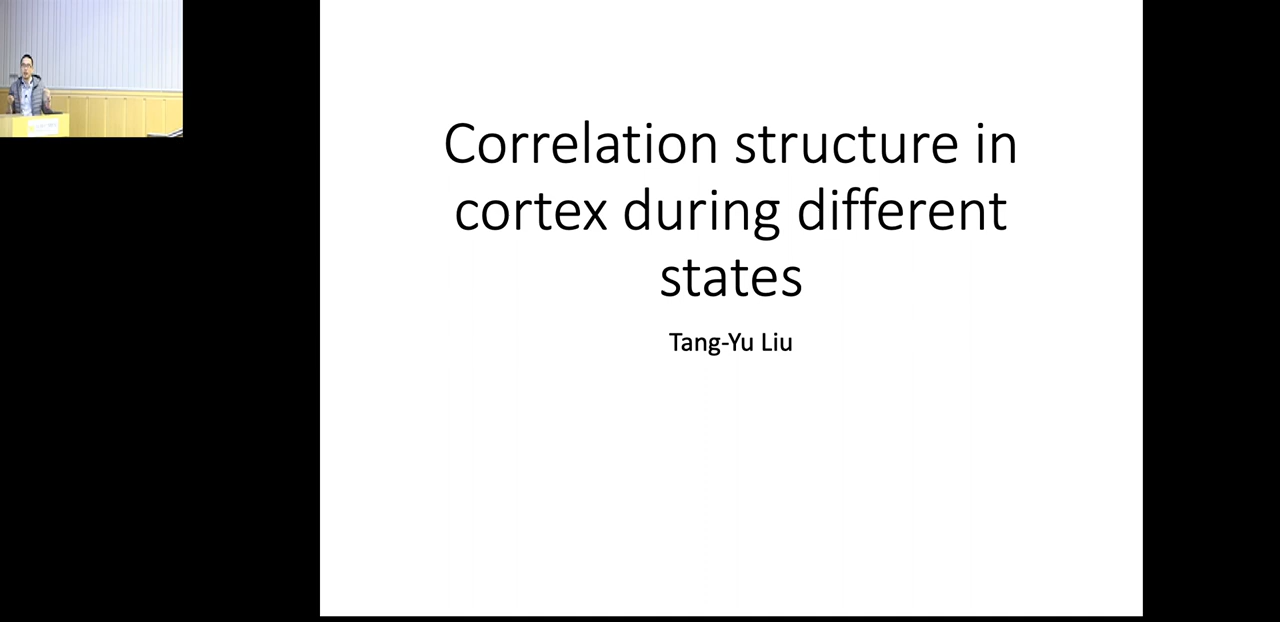 Correlation structure in
cortex during different
states
Tang-Yu Liu